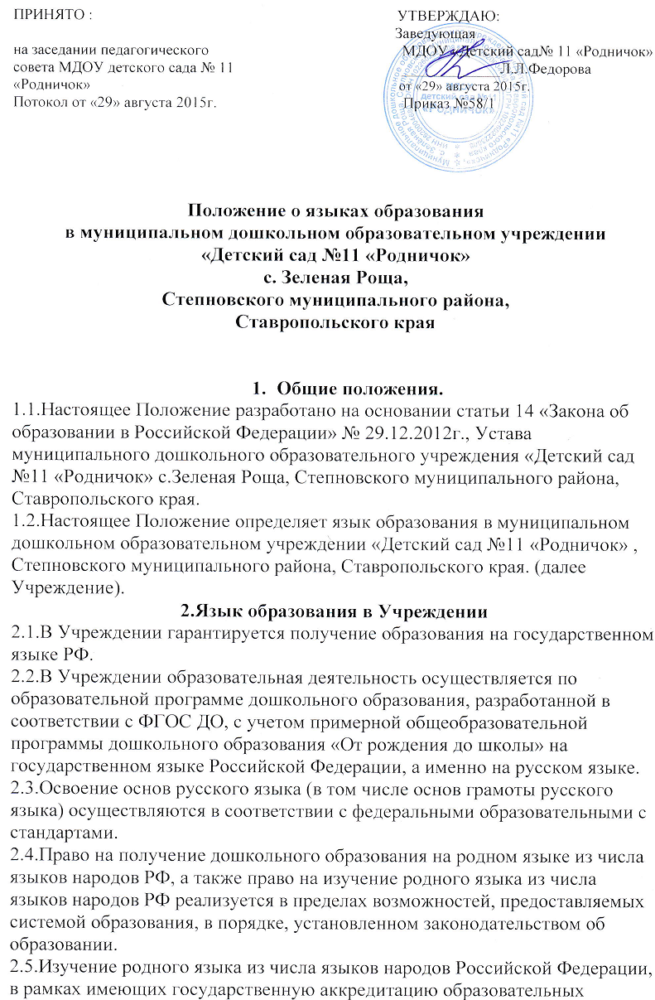 ПРИНЯТО :
на заседании педагогического
совета МДОУ детского сада № 11
«Родничок»
Потокол от «29» августа 2015г.
УТВЕРЖДАЮ:
Заведующая
МДОУ «Детский сад№ 11 «Родничок»
Л.Л.Федорова
от «29» августа 2015г.
Приказ №58/1
детский сад №11
«РОДНИЧОК»
Положение о языках образования
в муниципальном дошкольном образовательном учреждении
«Детский сад №11 «Родничок»
с. Зеленая Роща,
Степновского муниципального района,
Ставропольского края
1. Общие положения.
1.1.Настоящее Положение разработано на основании статьи 14 «Закона об
образовании в Российской Федерации» № 29.12.2012г., Устава
муниципального дошкольного образовательного учреждения «Детский сад
№11 «Родничок» с.Зеленая Роща, Степновского муниципального района,
Ставропольского края.
1.2.Настоящее Положение определяет язык образования в муниципальном
дошкольном образовательном учреждении «Детский сад №11 «Родничок» ,
Степновского муниципального района, Ставропольского края. (далее
Учреждение).
2.Язык образования в Учреждении
2.1.В Учреждении гарантируется получение образования на государственном
языке РФ.
2.2.В Учреждении образовательная деятельность осуществляется по
образовательной программе дошкольного образования, разработанной в
соответствии с ФГОС ДО, с учетом примерной общеобразовательной
программы дошкольного образования «От рождения до школы» на
государственном языке Российской Федерации, а именно на русском языке.
2.3.Освоение основ русского языка (в том числе основ грамоты русского
языка) осуществляются в соответствии с федеральными образовательными с
стандартами.
2.4.Право на получение дошкольного образования на родном языке из числа
языков народов РФ, а также право на изучение родного языка из числа
языков народов РФ реализуется в пределах возможностей, предоставляемых
системой образования, в порядке, установленном законодательством об
образовании.
2.5.Изучение родного языка из числа языков народов Российской Федерации,
в рамках имеющих государственную аккредитацию образовательных